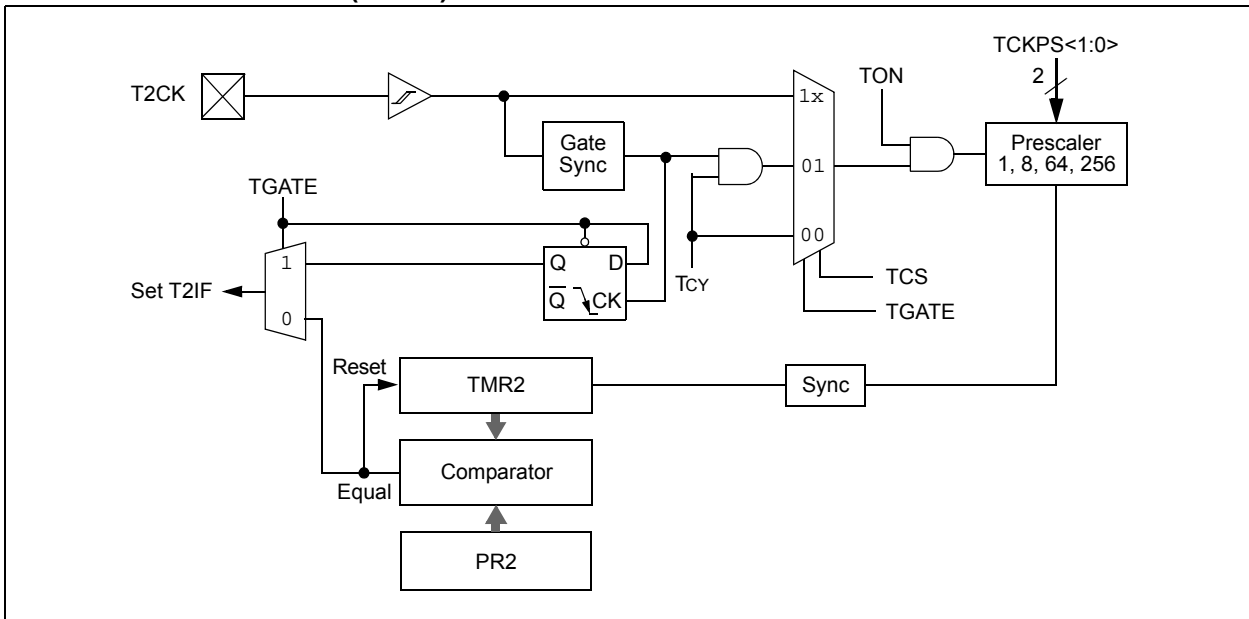 TCKPS<1:0>
2
TON
T2CK
1x
Gate
Sync
01
Prescaler
1, 8, 64, 256
TGATE
00
1
Q D
Q CK
TCY
TCS
Set T2IF
TGATE
0
Reset
TMR2
Sync
Comparator
Equal
PR2